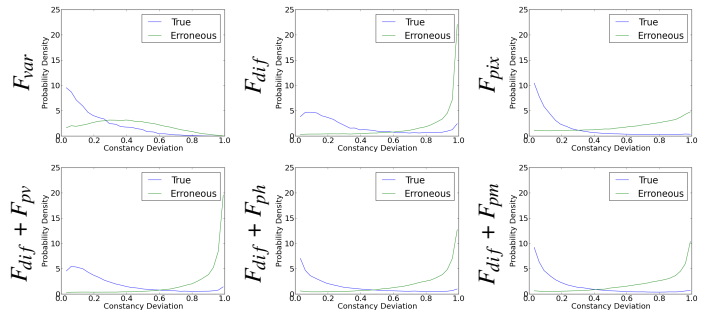 F_var
Probability Density
25
20
15
10
5
0
0.0 0.2 0.4 0.6 0.8 1.0
Constancy Deviation
True
Erroneous
F_dif
Probability Density
25
20
15
10
5
0
0.0 0.2 0.4 0.6 0.8 1.0
Constancy Deviation
True
Erroneous
F_pix
Probability Density
25
20
15
10
5
0
0.0 0.2 0.4 0.6 0.8 1.0
Constancy Deviation
True
Erroneous
F_dif + F_pv
Probability Density
25
20
15
10
5
0
0.0 0.2 0.4 0.6 0.8 1.0
Constancy Deviation
True
Erroneous
F_dif + F_ph
Probability Density
25
20
15
10
5
0
0.0 0.2 0.4 0.6 0.8 1.0
Constancy Deviation
True
Erroneous
F_dif + F_pm
Probability Density
25
20
15
10
5
0
0.0 0.2 0.4 0.6 0.8 1.0
Constancy Deviation
True
Erroneous